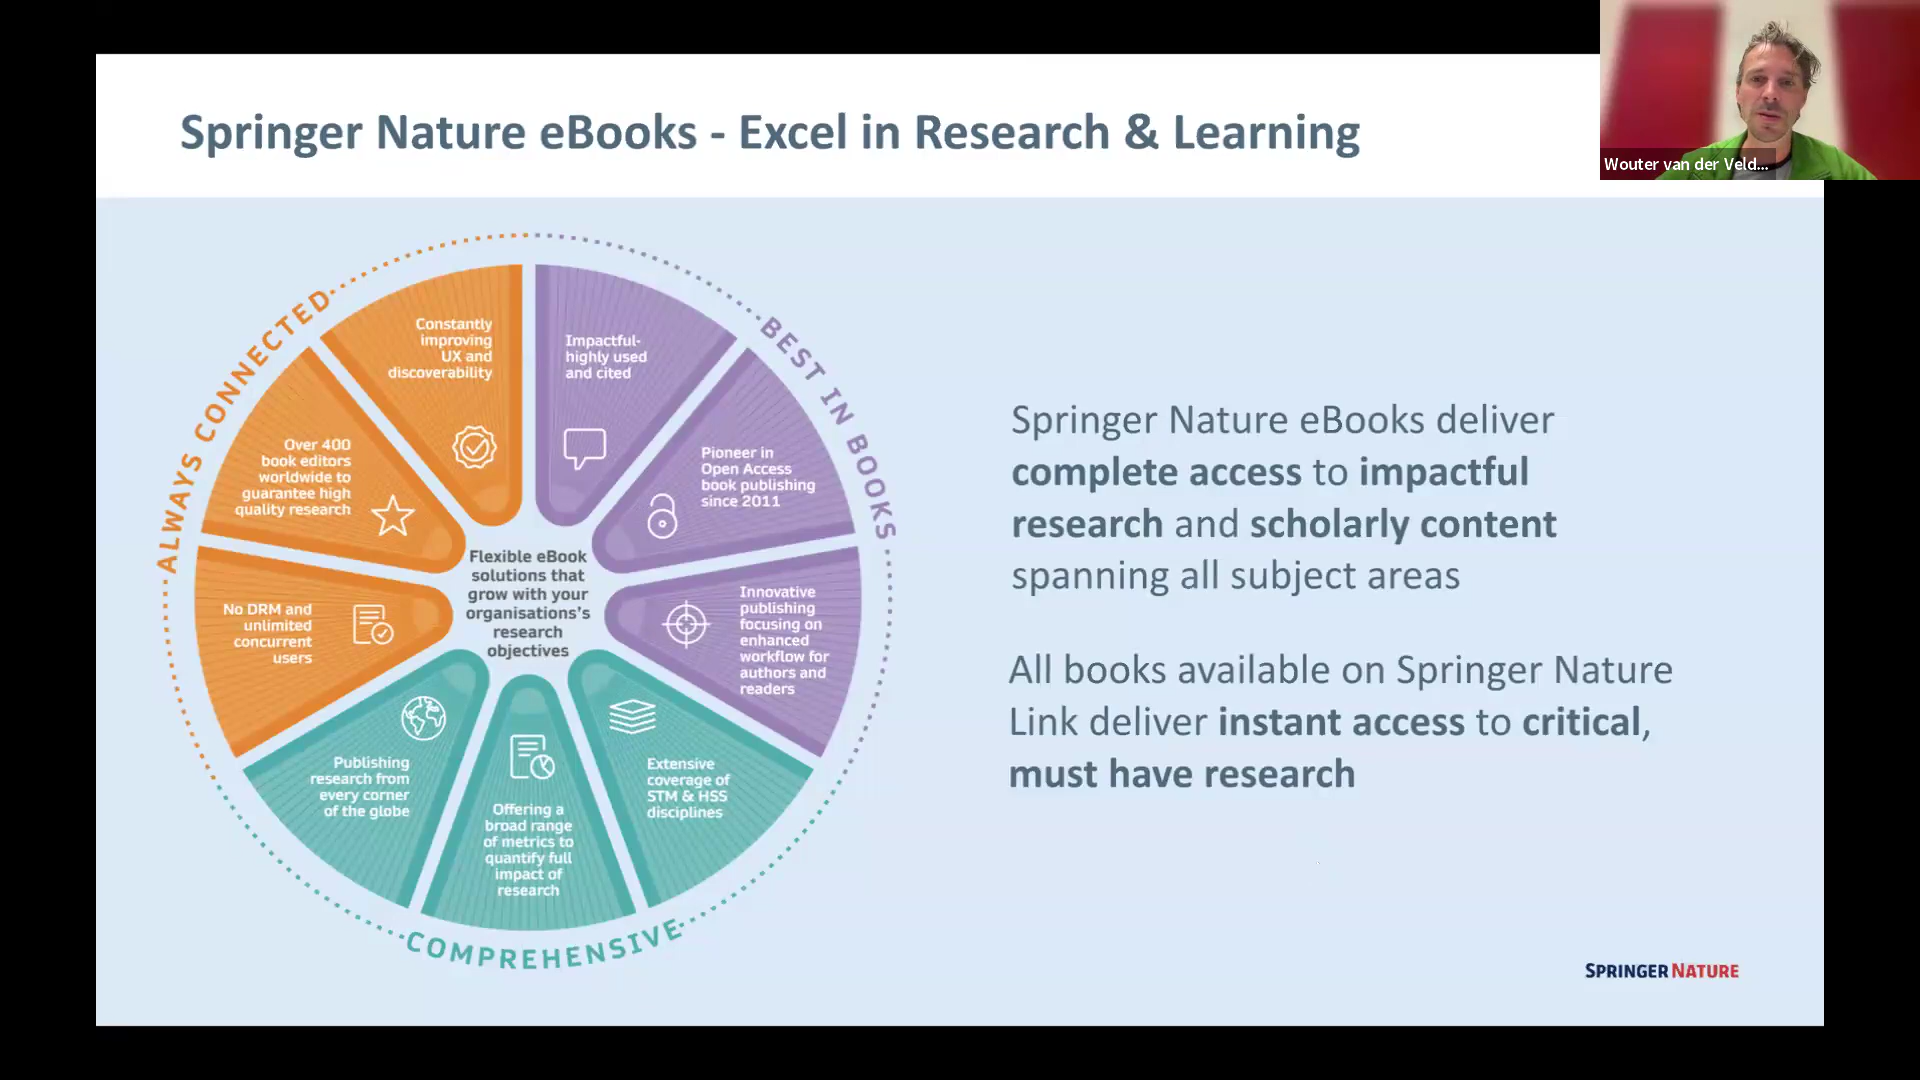 Springer Nature eBooks - Excel in Research & Learning
Wouter van der Veld...
ALWAYS CONNECTED
BEST IN BOOKS
COMPREHENSIVE
Constantly
improving
UX and
discoverability
Impactful-
highly used
and cited
Over 400
book editors
worldwide to
guarantee high
quality research
Pioneer in
Open Access
book publishing
since 2011
No DRM and
unlimited
concurrent
users
Flexible eBook
solutions that
grow with your
organisations's
research
objectives
Innovative
publishing
focusing on
enhanced
workflow for
authors and
readers
Publishing
research from
every corner
of the globe
Offering a
broad range
of metrics to
quantify full
impact of
research
Extensive
coverage of
STM & HSS
disciplines
Springer Nature eBooks deliver
complete access to impactful
research and scholarly content
spanning all subject areas
All books available on Springer Nature
Link deliver instant access to critical,
must have research
SPRINGER NATURE